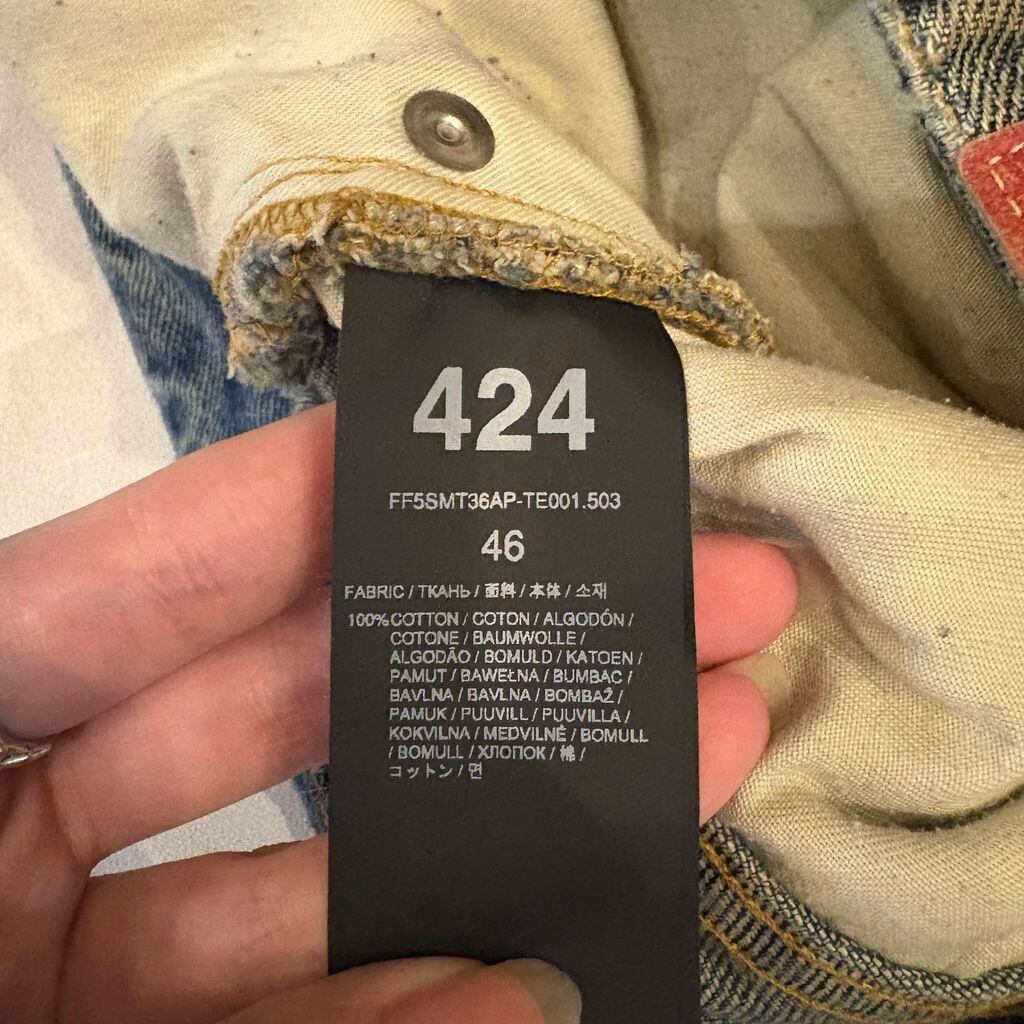 424
FF5SMT36AP-TE001.503
46
FABRIC / ТКАНЬ / 面料 / 本体 / 소재
100% COTTON / COTON / ALGODÓN /
COTONE / BAUMWOLLE /
ALGODÃO / BOMULD / KATOEN /
PAMUT / BAWEŁNA / BUMBAC /
BAVLNA / BAVLNA / BOMBAŽ /
PAMUK / PUUVILL / PUUVILLA /
KOKVILNA / MEDVILNĖ / BOMULL
/ BOMULL / ХЛОПОК / 棉 /
コットン / 면